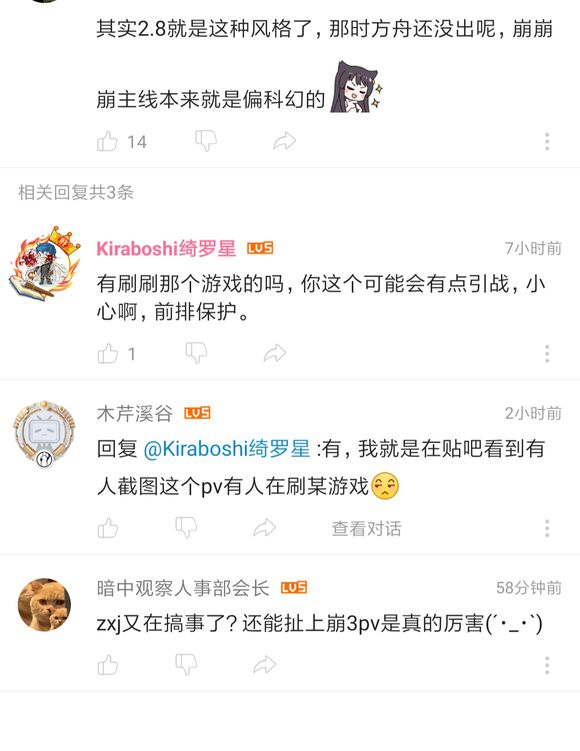 其实2.8就是这种风格了，那时方舟还没出呢，崩崩
崩主线本来就是偏科幻的
14
相关回复共3条
Kiraboshi绮罗星 LV5 7小时前
有刷刷那个游戏的吗，你这个可能会有点引战，小
心啊，前排保护。
1
木芹溪谷 LV5 2小时前
回复 @Kiraboshi绮罗星 :有，我就是在贴吧看到有
人截图这个pv有人在刷某游戏
查看对话
暗中观察人事部会长 LV5 58分钟前
zxj又在搞事了？还能扯上崩3pv是真的厉害(´･_･`)